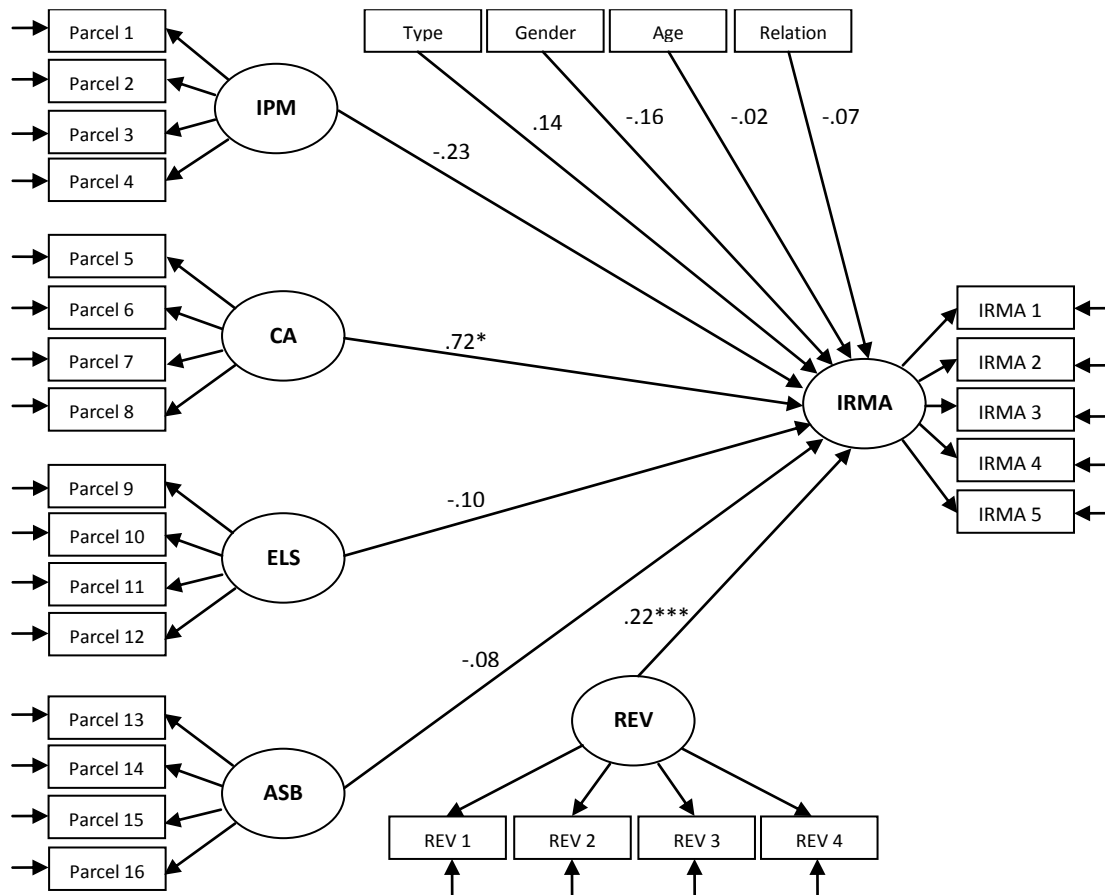 Parcel 1
Parcel 2
Parcel 3
Parcel 4
IPM
Type
Gender
Age
Relation
-.23
.14
-.16
-.02
-.07
Parcel 5
Parcel 6
Parcel 7
Parcel 8
CA
.72*
IRMA
IRMA 1
IRMA 2
IRMA 3
IRMA 4
IRMA 5
Parcel 9
Parcel 10
Parcel 11
Parcel 12
ELS
-.10
Parcel 13
Parcel 14
Parcel 15
Parcel 16
ASB
-.08
.22***
REV
REV 1
REV 2
REV 3
REV 4